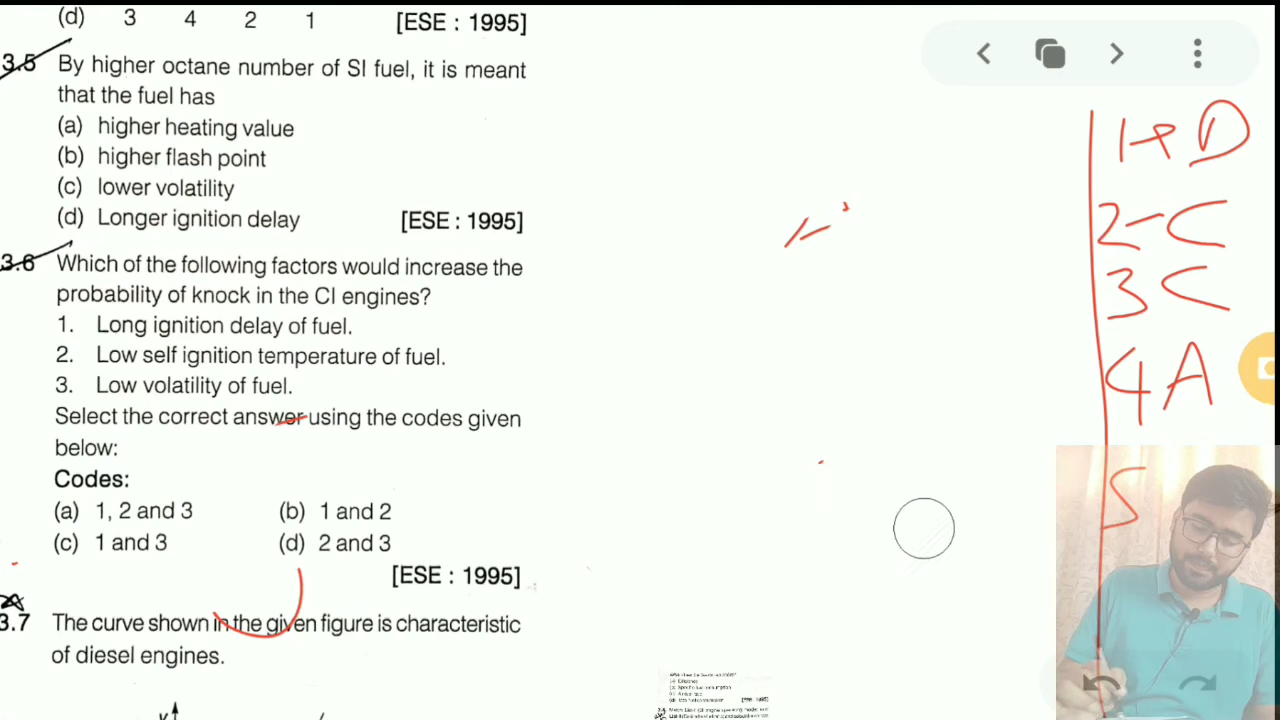 (d) 3 4 2 1 [ESE : 1995]
3.5 By higher octane number of SI fuel, it is meant
that the fuel has
(a) higher heating value
(b) higher flash point
(c) lower volatility
(d) Longer ignition delay [ESE : 1995]
3.6 Which of the following factors would increase the
probability of knock in the CI engines?
1. Long ignition delay of fuel.
2. Low self ignition temperature of fuel.
3. Low volatility of fuel.
Select the correct answer using the codes given
below:
Codes:
(a) 1, 2 and 3 (b) 1 and 2
(c) 1 and 3 (d) 2 and 3
[ESE : 1995]
3.7 The curve shown in the given figure is characteristic
of diesel engines.
D
2-C
3 C
4 A
5